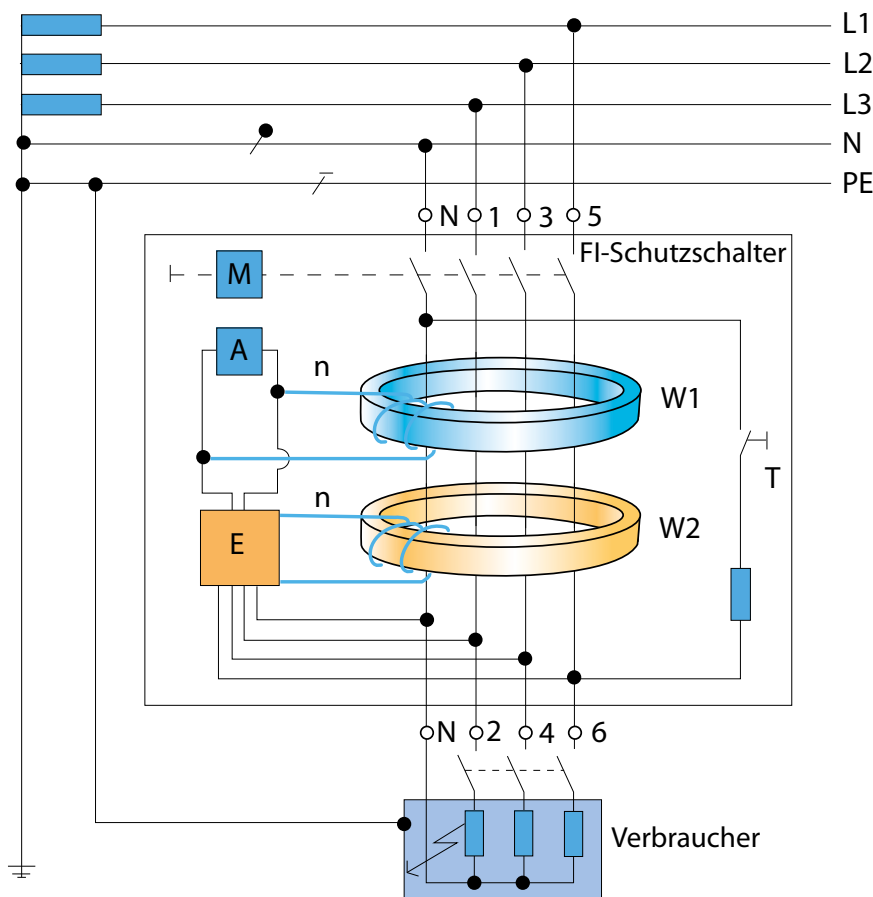 L1
L2
L3
N
PE
N 1 3 5
FI-Schutzschalter
M
A
n
W1
T
n
W2
E
N 2 4 6
Verbraucher